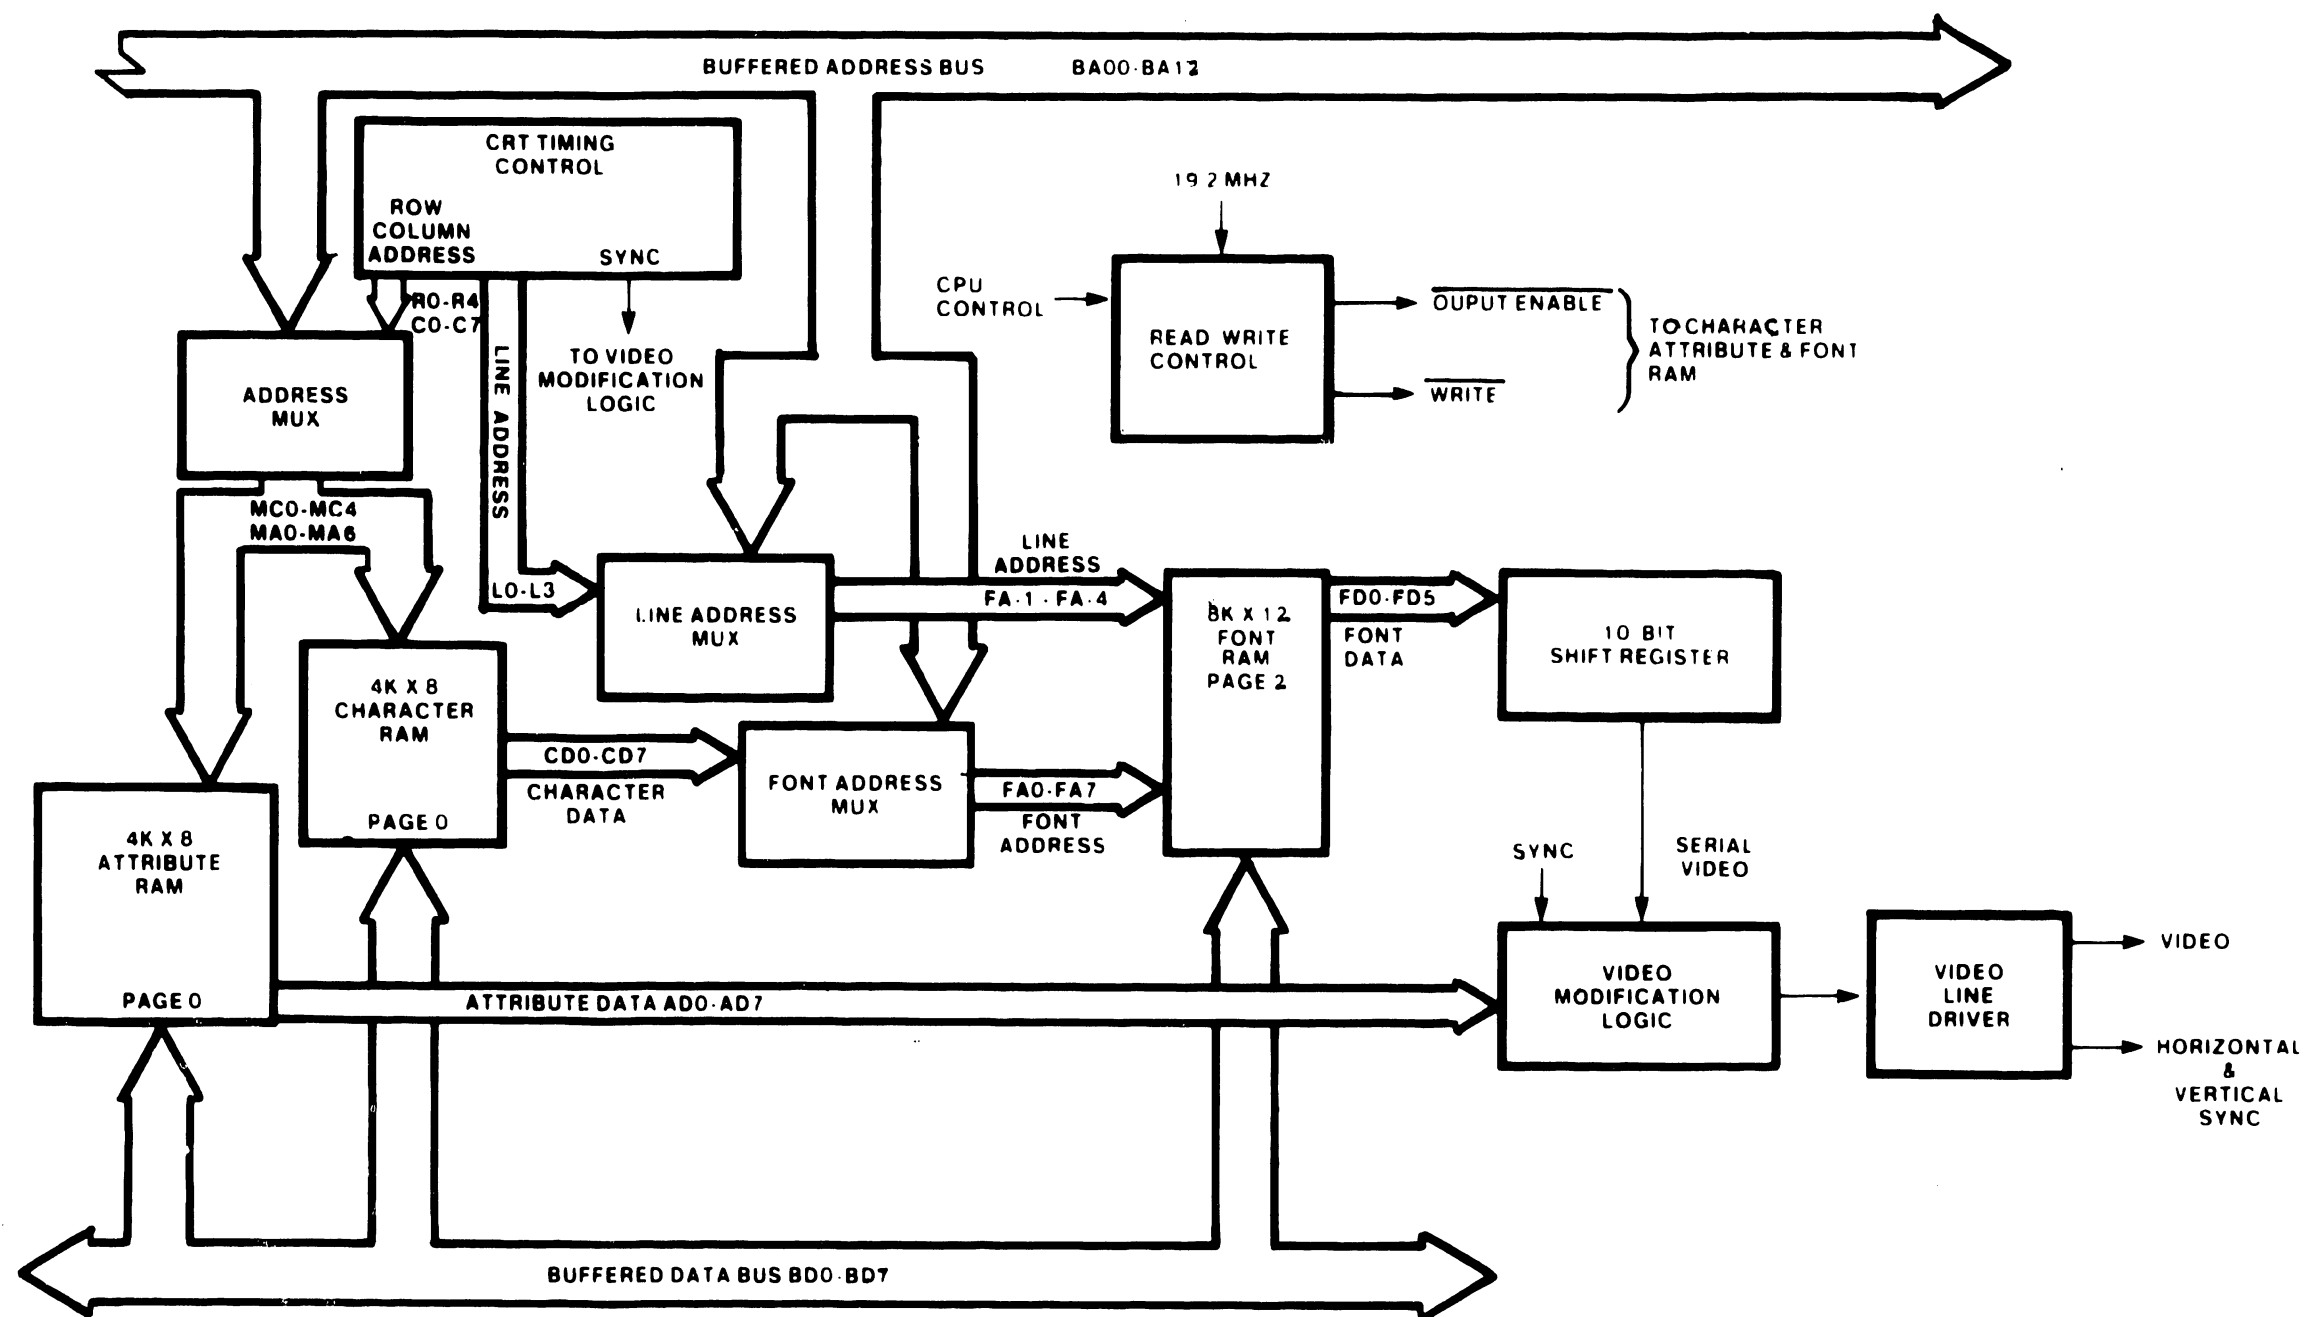 BUFFERED ADDRESS BUS BA00-BA12
CRT TIMING
CONTROL
ROW
COLUMN
ADDRESS
SYNC
R0-R4
C0-C7
19.2 MHZ
CPU
CONTROL
READ WRITE
CONTROL
OUPUT ENABLE
WRITE
TO CHARACTER
ATTRIBUTE & FONT
RAM
ADDRESS
MUX
LINE ADDRESS
TO VIDEO
MODIFICATION
LOGIC
MC0-MC4
MA0-MA6
L0-L3
LINE ADDRESS
MUX
LINE
ADDRESS
FA-1 - FA-4
8K X 12
FONT
RAM
PAGE 2
FD0-FD5
FONT
DATA
10 BIT
SHIFT REGISTER
4K X 8
CHARACTER
RAM
PAGE 0
CD0-CD7
CHARACTER
DATA
FONT ADDRESS
MUX
FA0-FA7
FONT
ADDRESS
4K X 8
ATTRIBUTE
RAM
PAGE 0
SYNC
SERIAL
VIDEO
ATTRIBUTE DATA AD0-AD7
VIDEO
MODIFICATION
LOGIC
VIDEO
LINE
DRIVER
VIDEO
HORIZONTAL
&
VERTICAL
SYNC
BUFFERED DATA BUS BD0-BD7